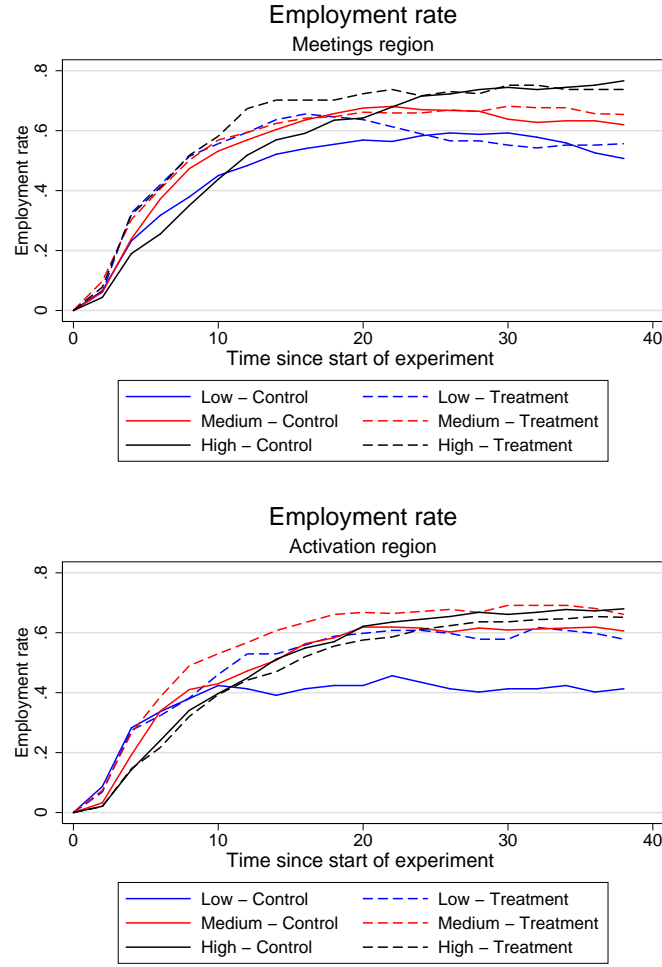 Employment rate
Meetings region
Employment rate
0 .2 .4 .6 .8
0 10 20 30 40
Time since start of experiment
Low – Control Low – Treatment
Medium – Control Medium – Treatment
High – Control High – Treatment
Employment rate
Activation region
Employment rate
0 .2 .4 .6 .8
0 10 20 30 40
Time since start of experiment
Low – Control Low – Treatment
Medium – Control Medium – Treatment
High – Control High – Treatment